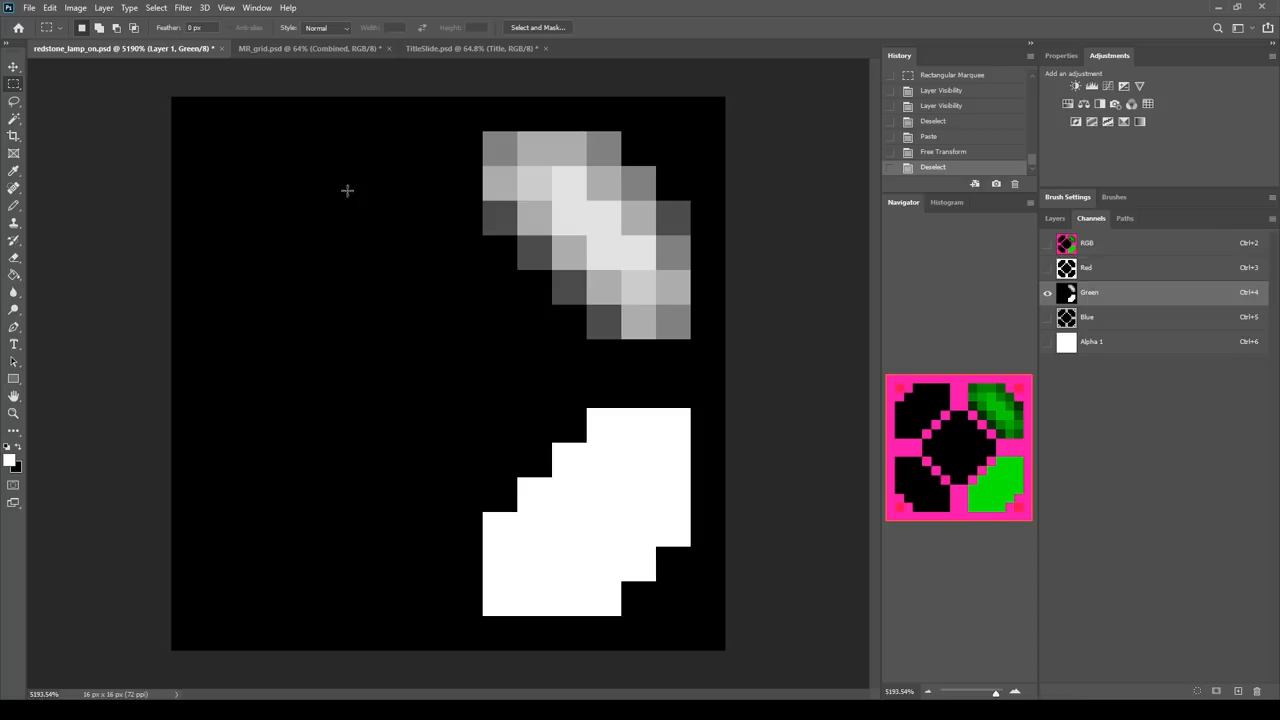 Ps File Edit Image Layer Type Select Filter 3D View Window Help
Feather: 0 px Anti-alias Style: Normal Width: Height: Select and Mask...
redstone_lamp_on.psd @ 5190% (Layer 1, Green/8) * × MR_grid.psd @ 64% (Combined, RGB/8) * × TitleSlide.psd @ 64.8% (Title, RGB/8) * ×
History
Rectangular Marquee
Layer Visibility
Layer Visibility
Deselect
Paste
Free Transform
Deselect
Navigator Histogram
5193.54%
Properties Adjustments
Add an adjustment
Brush Settings Brushes
Layers Channels Paths
RGB Ctrl+2
Red Ctrl+3
Green Ctrl+4
Blue Ctrl+5
Alpha 1 Ctrl+6
5193.54% 16 px x 16 px (72 ppi)